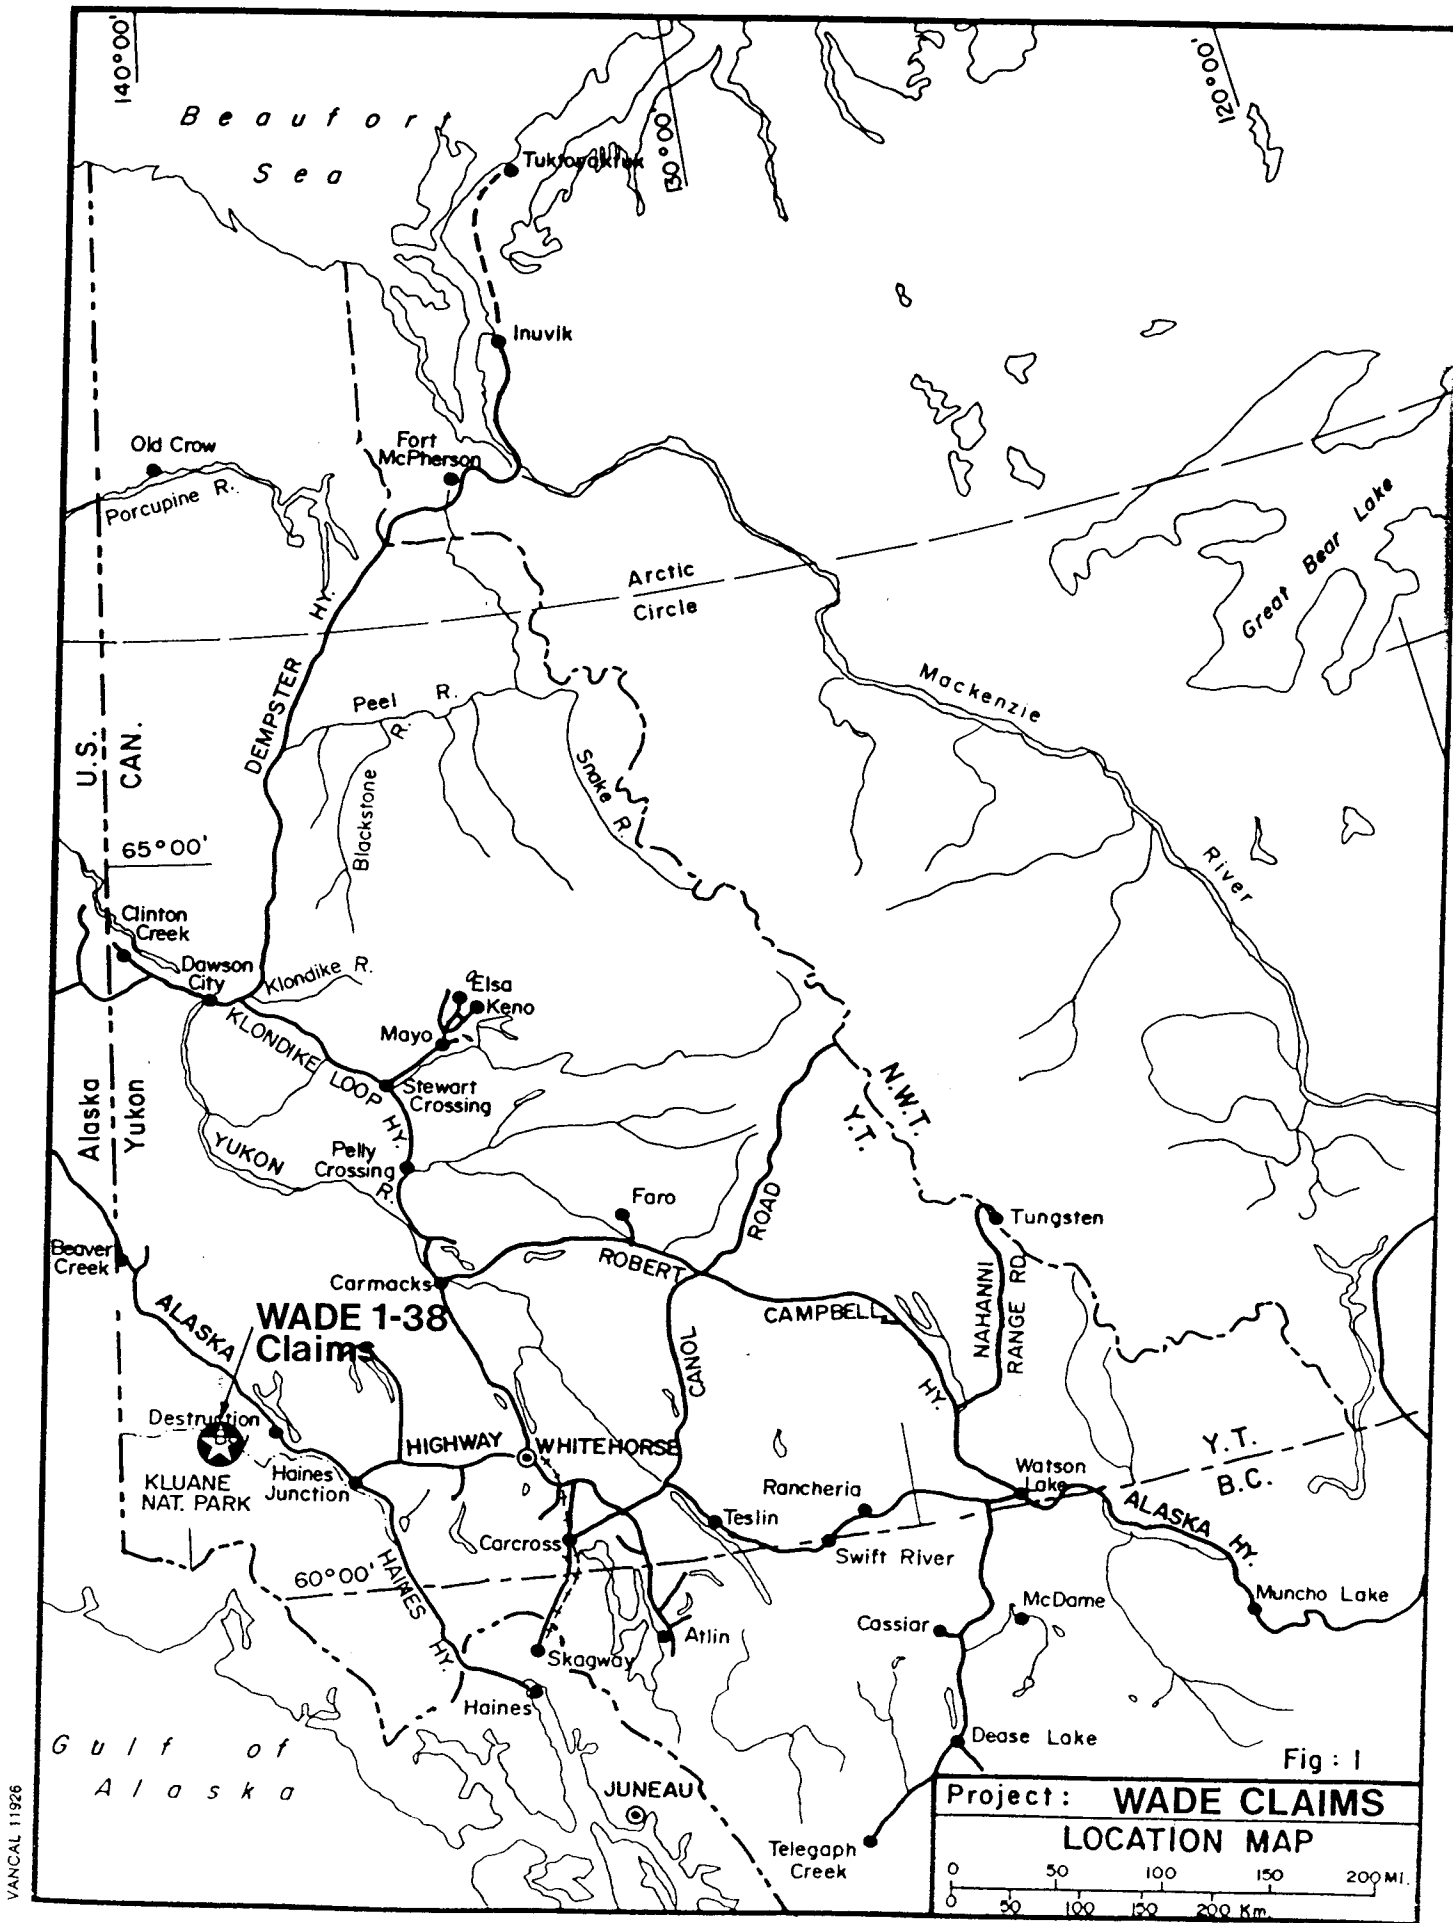 140°00'
130°00'
120°00'
Beaufort
Sea
Tuktoyaktuk
Inuvik
Old Crow
Porcupine R.
Fort
McPherson
Great Bear Lake
Arctic
Circle
DEMPSTER HY.
Peel R.
Blackstone R.
Snake R.
Mackenzie River
U.S.
CAN.
65°00'
Clinton
Creek
Dawson
City
Klondike R.
Elsa
Keno
Mayo
KLONDIKE LOOP HY.
Stewart
Crossing
Alaska
Yukon
YUKON R.
Pelly
Crossing
N.W.T.
Y.T.
Faro
ROAD
Tungsten
Beaver
Creek
Carmacks
ROBERT
CAMPBELL
HY.
NAHANNI
RANGE RD.
CANOL
ALASKA
WADE 1-38
Claims
Destruction
Bay
HIGHWAY
WHITEHORSE
KLUANE
NAT. PARK
Haines
Junction
Rancheria
Watson
Lake
Y.T.
B.C.
Teslin
Carcross
Swift River
ALASKA
HY.
60°00'
HAINES
HY.
Muncho Lake
McDame
Cassiar
Atlin
Skagway
Haines
Dease Lake
Gulf of
Alaska
JUNEAU
Telegaph
Creek
Fig : 1
Project: WADE CLAIMS
LOCATION MAP
0 50 100 150 200 MI.
0 50 100 150 200 Km.
VANCAL 11926